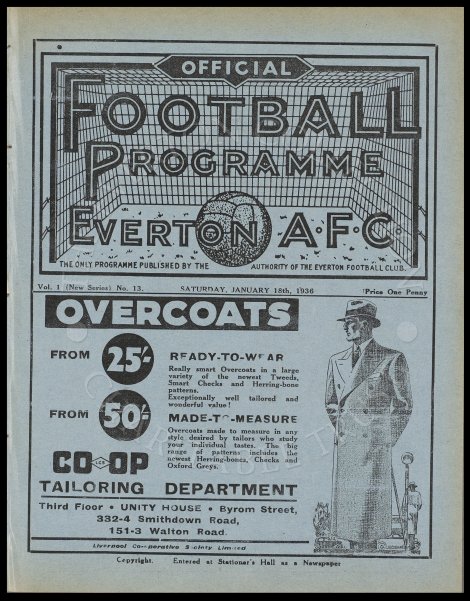 OFFICIAL
FOOTBALL
PROGRAMME
EVERTON A.F.C.
THE ONLY PROGRAMME PUBLISHED BY THE AUTHORITY OF THE EVERTON FOOTBALL CLUB.
Vol. 1 (New Series) No. 13. SATURDAY, JANUARY 18th, 1936 Price One Penny
OVERCOATS
FROM 25/- READY-TO-WEAR
Really smart Overcoats in a large
variety of the newest Tweeds,
Smart Checks and Herring-bone
patterns.
Exceptionally well tailored and
wonderful value!
FROM 50/- MADE-TO-MEASURE
Overcoats made to measure in any
style desired by tailors who study
your individual tastes. The big
range of patterns includes the
newest Herring-bones, Checks and
Oxford Greys.
CO-OP
TAILORING DEPARTMENT
Third Floor • UNITY HOUSE • Byrom Street,
332-4 Smithdown Road,
151-3 Walton Road.
Liverpool Co-operative Society Limited
Copyright. Entered at Stationer's Hall as a Newspaper